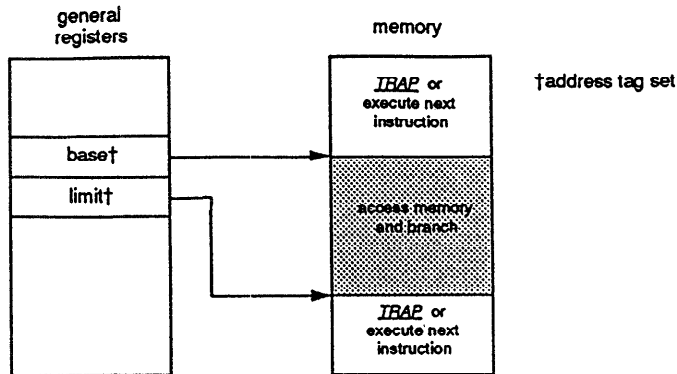 general
registers
memory
TRAP or
execute next
instruction
†address tag set
base†
limit†
access memory
and branch
TRAP or
execute next
instruction